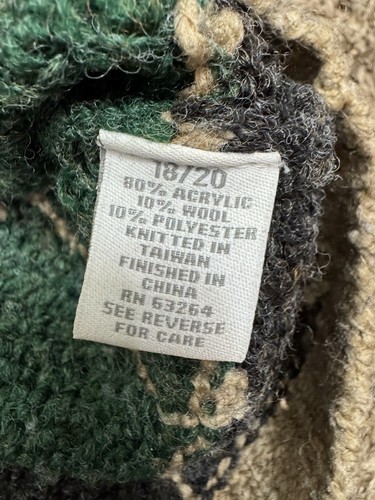 18/20
80% ACRYLIC
10% WOOL
10% POLYESTER
KNITTED IN
TAIWAN
FINISHED IN
CHINA
RN 63264
SEE REVERSE
FOR CARE